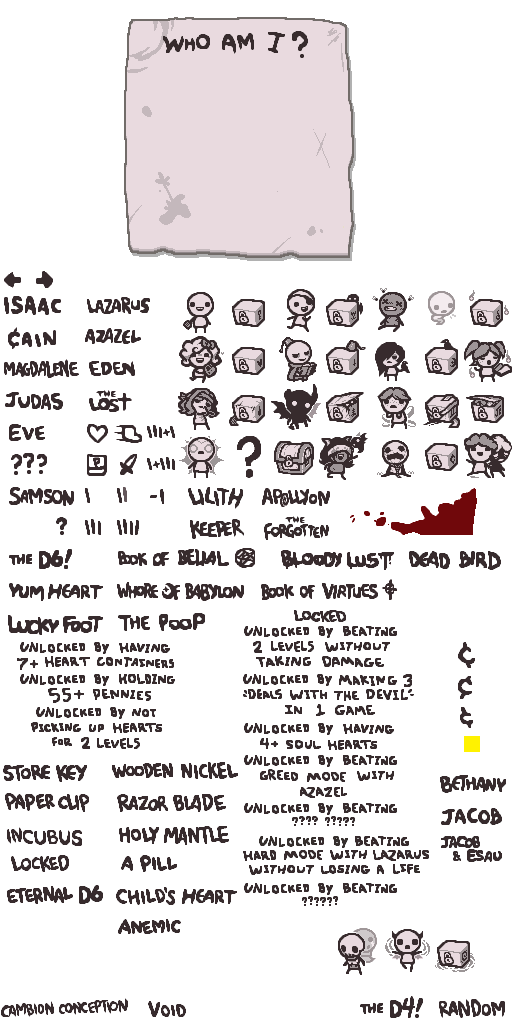 WHO AM I?
ISAAC LAZARUS
¢AIN AZAZEL
MAGDALENE EDEN
JUDAS THE LOST
EVE |||+|
??? |+|||
?
SAMSON | || -| LILITH APOLLYON
? ||| |||| KEEPER THE FORGOTTEN
THE D6! BOOK OF BELIAL BLOODY LUST DEAD BIRD
YUM HEART WHORE OF BABYLON BOOK OF VIRTUES
LUCKY FOOT THE POOP
UNLOCKED BY HAVING
7+ HEART CONTAINERS
UNLOCKED BY HOLDING
55+ PENNIES
UNLOCKED BY NOT
PICKING UP HEARTS
FOR 2 LEVELS
LOCKED
UNLOCKED BY BEATING
2 LEVELS WITHOUT
TAKING DAMAGE
UNLOCKED BY MAKING 3
"DEALS WITH THE DEVIL"
IN 1 GAME
UNLOCKED BY HAVING
4+ SOUL HEARTS
UNLOCKED BY BEATING
GREED MODE WITH
AZAZEL
UNLOCKED BY BEATING
???? ?????
UNLOCKED BY BEATING
HARD MODE WITH LAZARUS
WITHOUT LOSING A LIFE
UNLOCKED BY BEATING
??????
¢
¢
¢
STORE KEY WOODEN NICKEL
PAPER CLIP RAZOR BLADE
INCUBUS HOLY MANTLE
LOCKED A PILL
ETERNAL D6 CHILD'S HEART
ANEMIC
BETHANY
JACOB
JACOB
& ESAU
CAMBION CONCEPTION VOID THE D4! RANDOM